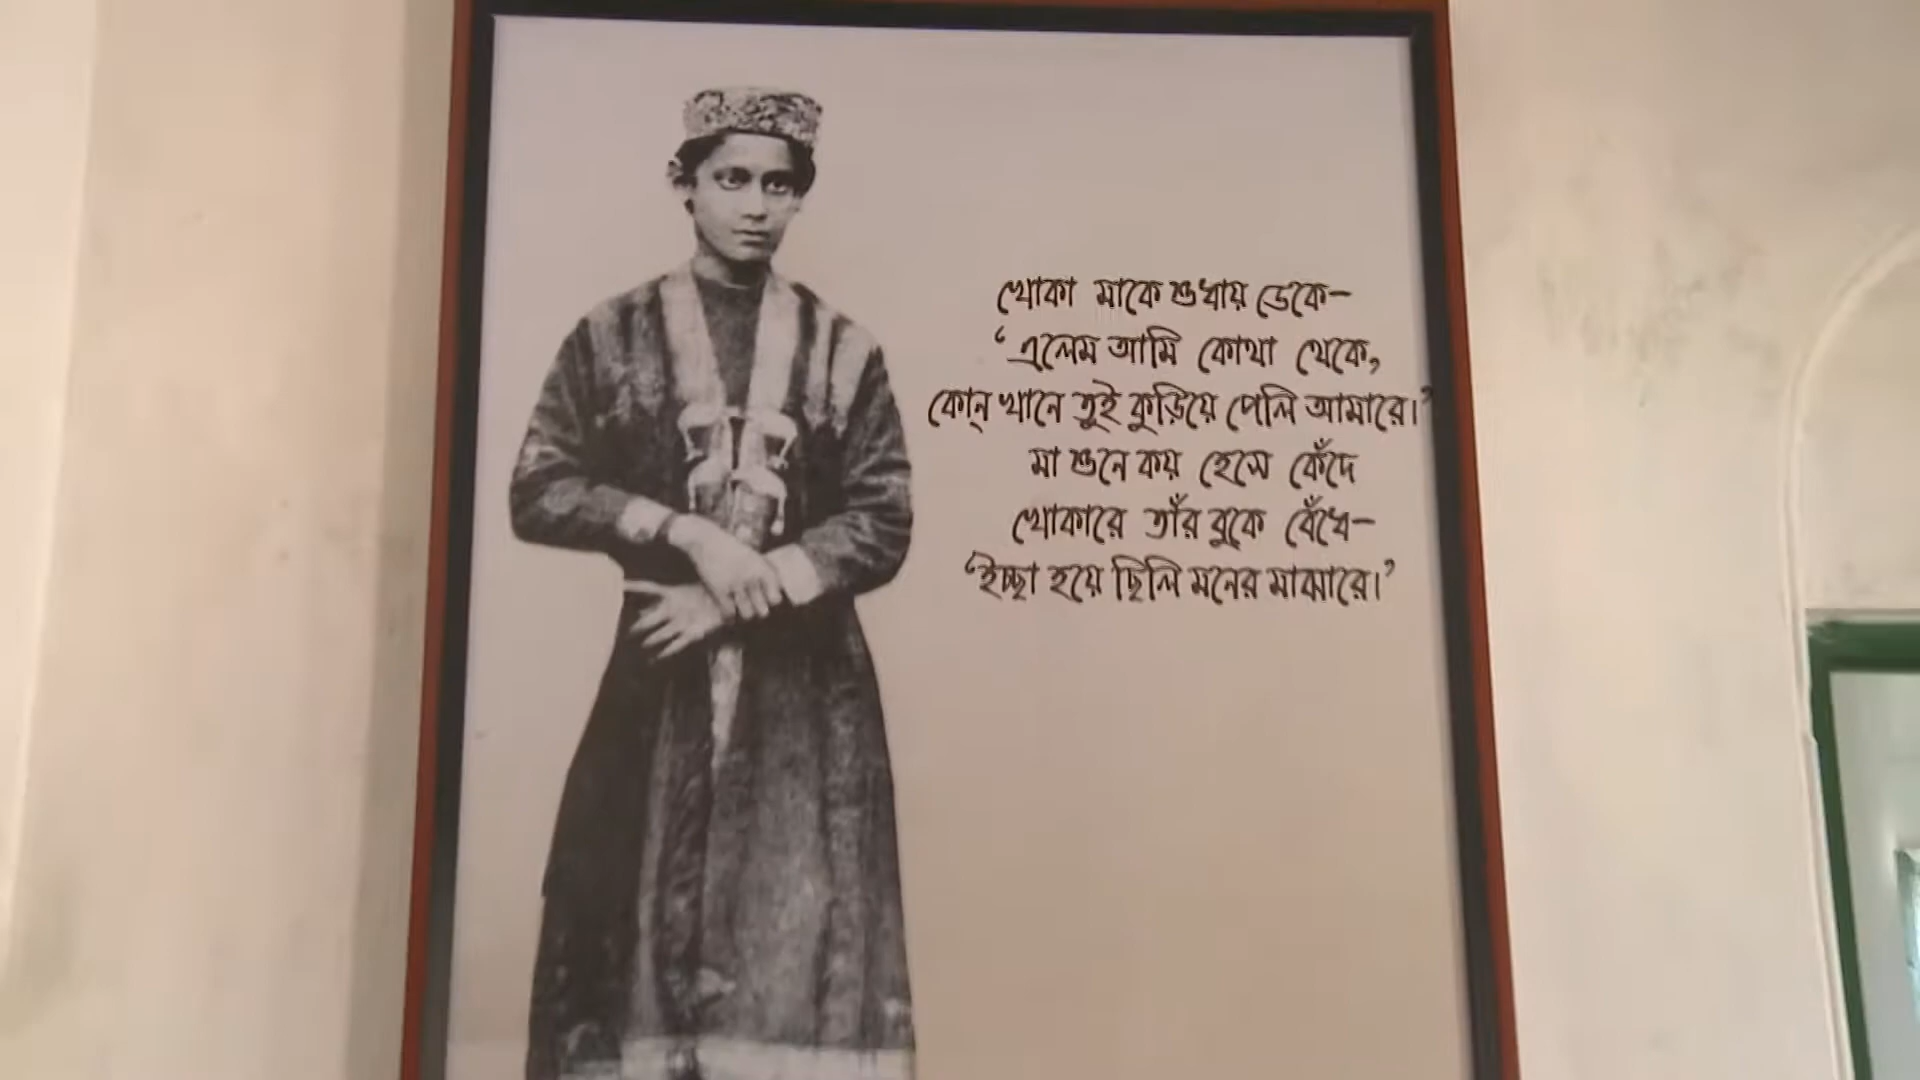 খোকা মাকে শুধায় ডেকে–
‘এলেম আমি কোথা থেকে,
কোন্ খানে তুই কুড়িয়ে পেলি আমারে।’
মা শুনে কয় হেসে কেঁদে
খোকারে তাঁর বুকে বেঁধে–
‘ইচ্ছা হয়ে ছিলি মনের মাঝারে।’